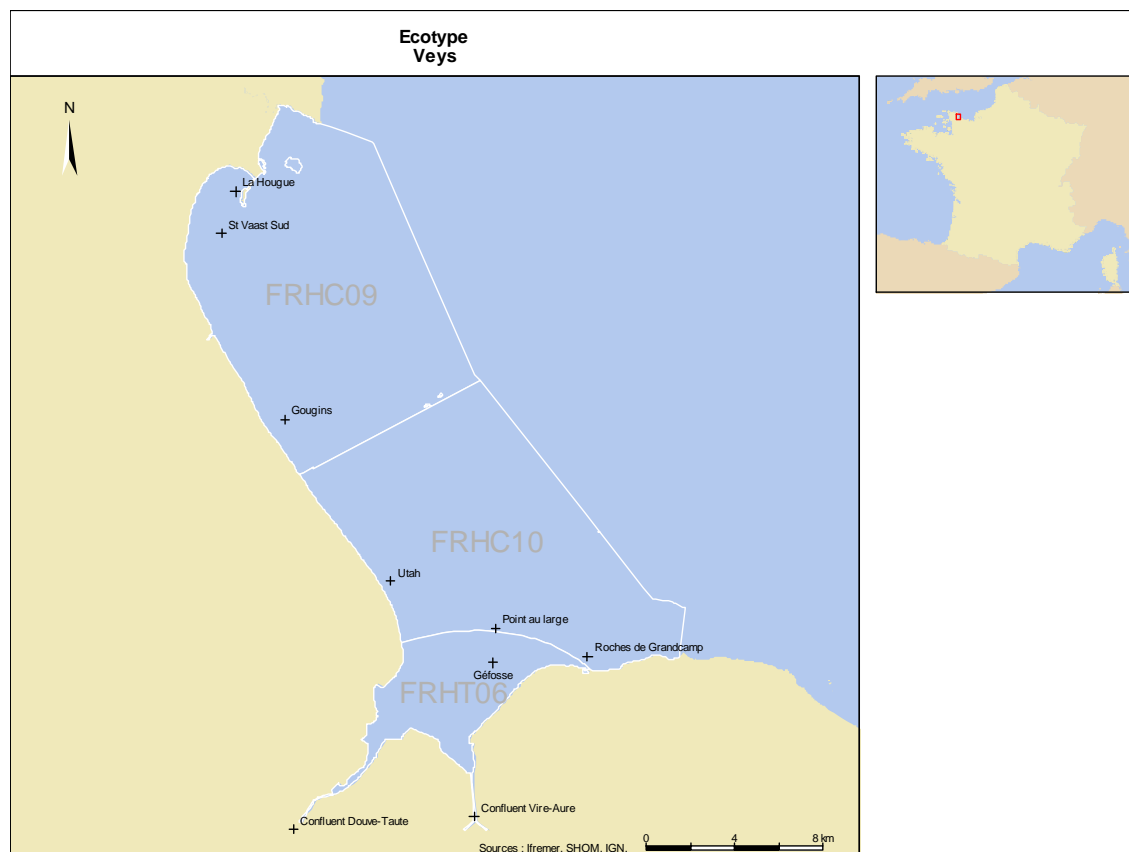 Ecotype
Veys
N
La Hougue
St Vaast Sud
FRHC09
Gougins
FRHC10
Utah
Point au large
Roches de Grandcamp
Géfosse
FRHT06
Confluent Vire-Aure
Confluent Douve-Taute
0 4 8 km
Sources : Ifremer, SHOM, IGN,